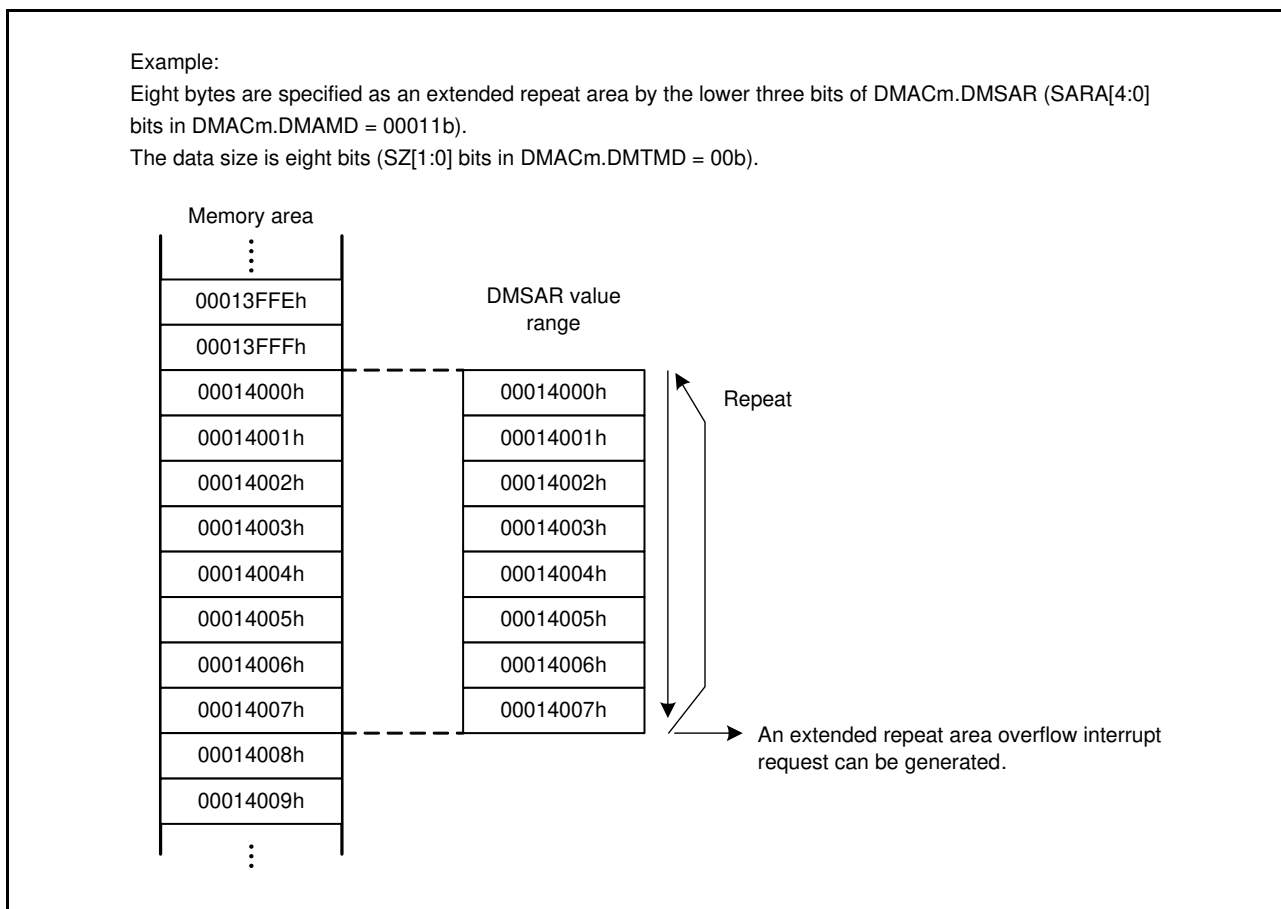 Example:
Eight bytes are specified as an extended repeat area by the lower three bits of DMACm.DMSAR (SARA[4:0]
bits in DMACm.DMAMD = 00011b).
The data size is eight bits (SZ[1:0] bits in DMACm.DMTMD = 00b).
Memory area
00013FFEh
00013FFFh
00014000h
00014001h
00014002h
00014003h
00014004h
00014005h
00014006h
00014007h
00014008h
00014009h
DMSAR value
range
00014000h
00014001h
00014002h
00014003h
00014004h
00014005h
00014006h
00014007h
Repeat
An extended repeat area overflow interrupt
request can be generated.